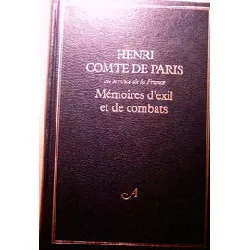 HENRI
COMTE DE PARIS
au service de la France
Mémoires d'exil
et de combats
A